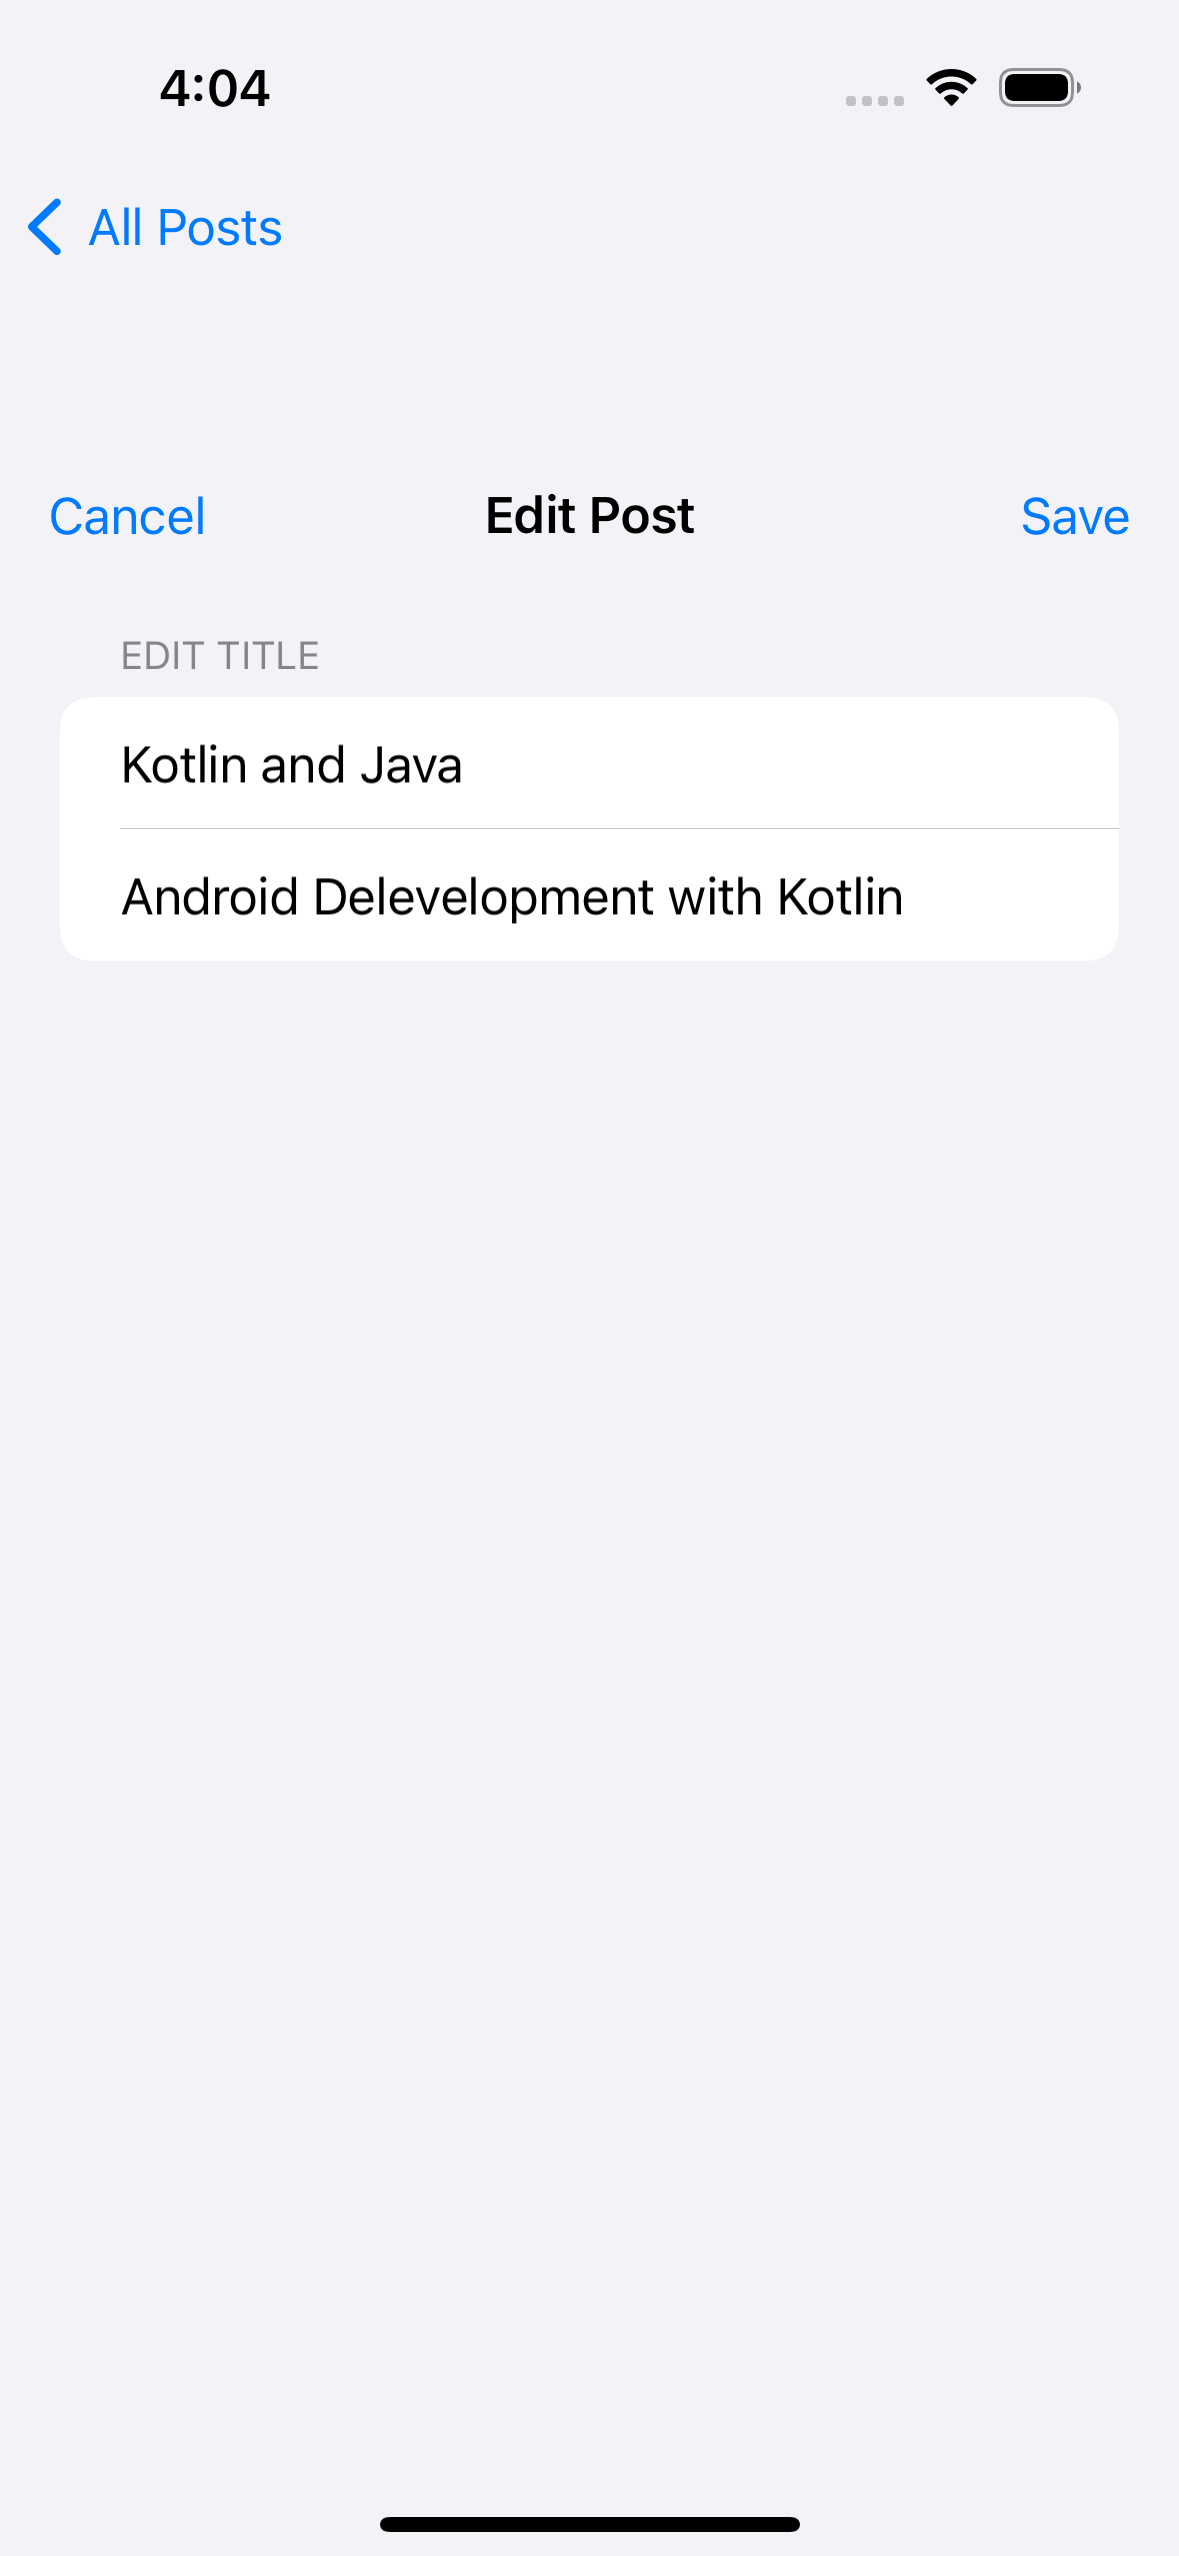 4:04
All Posts
Cancel Edit Post Save
EDIT TITLE
Kotlin and Java
Android Delevelopment with Kotlin